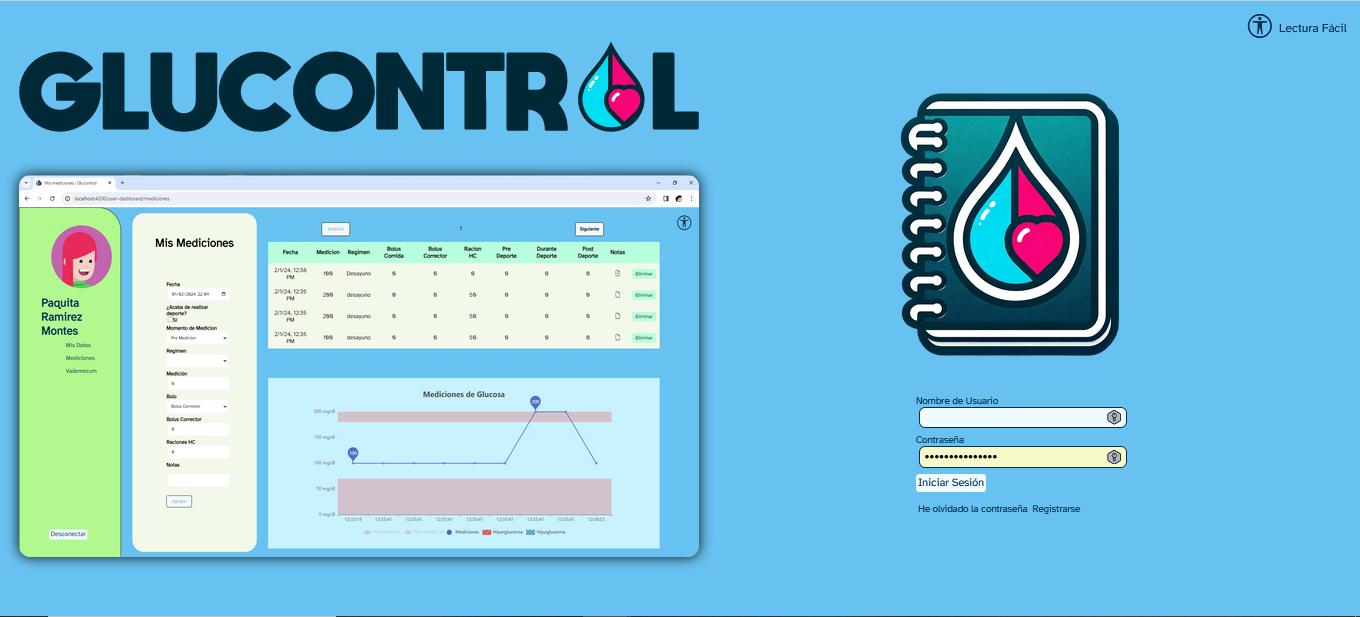 Lectura Fácil
GLUCONTROL
Mis mediciones | Glucontrol
localhost:4200/user-dashboard/mediciones
Paquita
Ramirez
Montes
Mis Datos
Mediciones
Vademecum
Desconectar
Mis Mediciones
Fecha
01/02/2024 22:09
¿Acaba de realizar
deporte?
Si
Momento de Medicion
Pre Medicion
Regimen
Medición
0
Bolo
Bolus Corrector
Bolus Corrector
0
Raciones HC
0
Notas
Agregar
Anterior 1 Siguiente
Fecha Medicion Regimen Bolus Comida Bolus Corrector Racion HC Pre Deporte Durante Deporte Post Deporte Notas
2/1/24, 12:38 PM 100 Desayuno 0 0 0 0 0 0 Eliminar
2/1/24, 12:35 PM 200 desayuno 0 0 50 0 0 0 Eliminar
2/1/24, 12:35 PM 200 desayuno 0 0 50 0 0 0 Eliminar
2/1/24, 12:35 PM 100 desayuno 0 0 50 0 0 0 Eliminar
Mediciones de Glucosa
200 mg/dl
150 mg/dl
100 mg/dl
50 mg/dl
0 mg/dl
100
200
12:35:41 12:35:41 12:35:41 12:35:41 12:35:41 12:35:41 12:35:41
Pre Medicion Post Medicion Mediciones Hiperglucemia Hipoglucemia
Nombre de Usuario
Contraseña
Iniciar Sesión
He olvidado la contraseña Registrarse